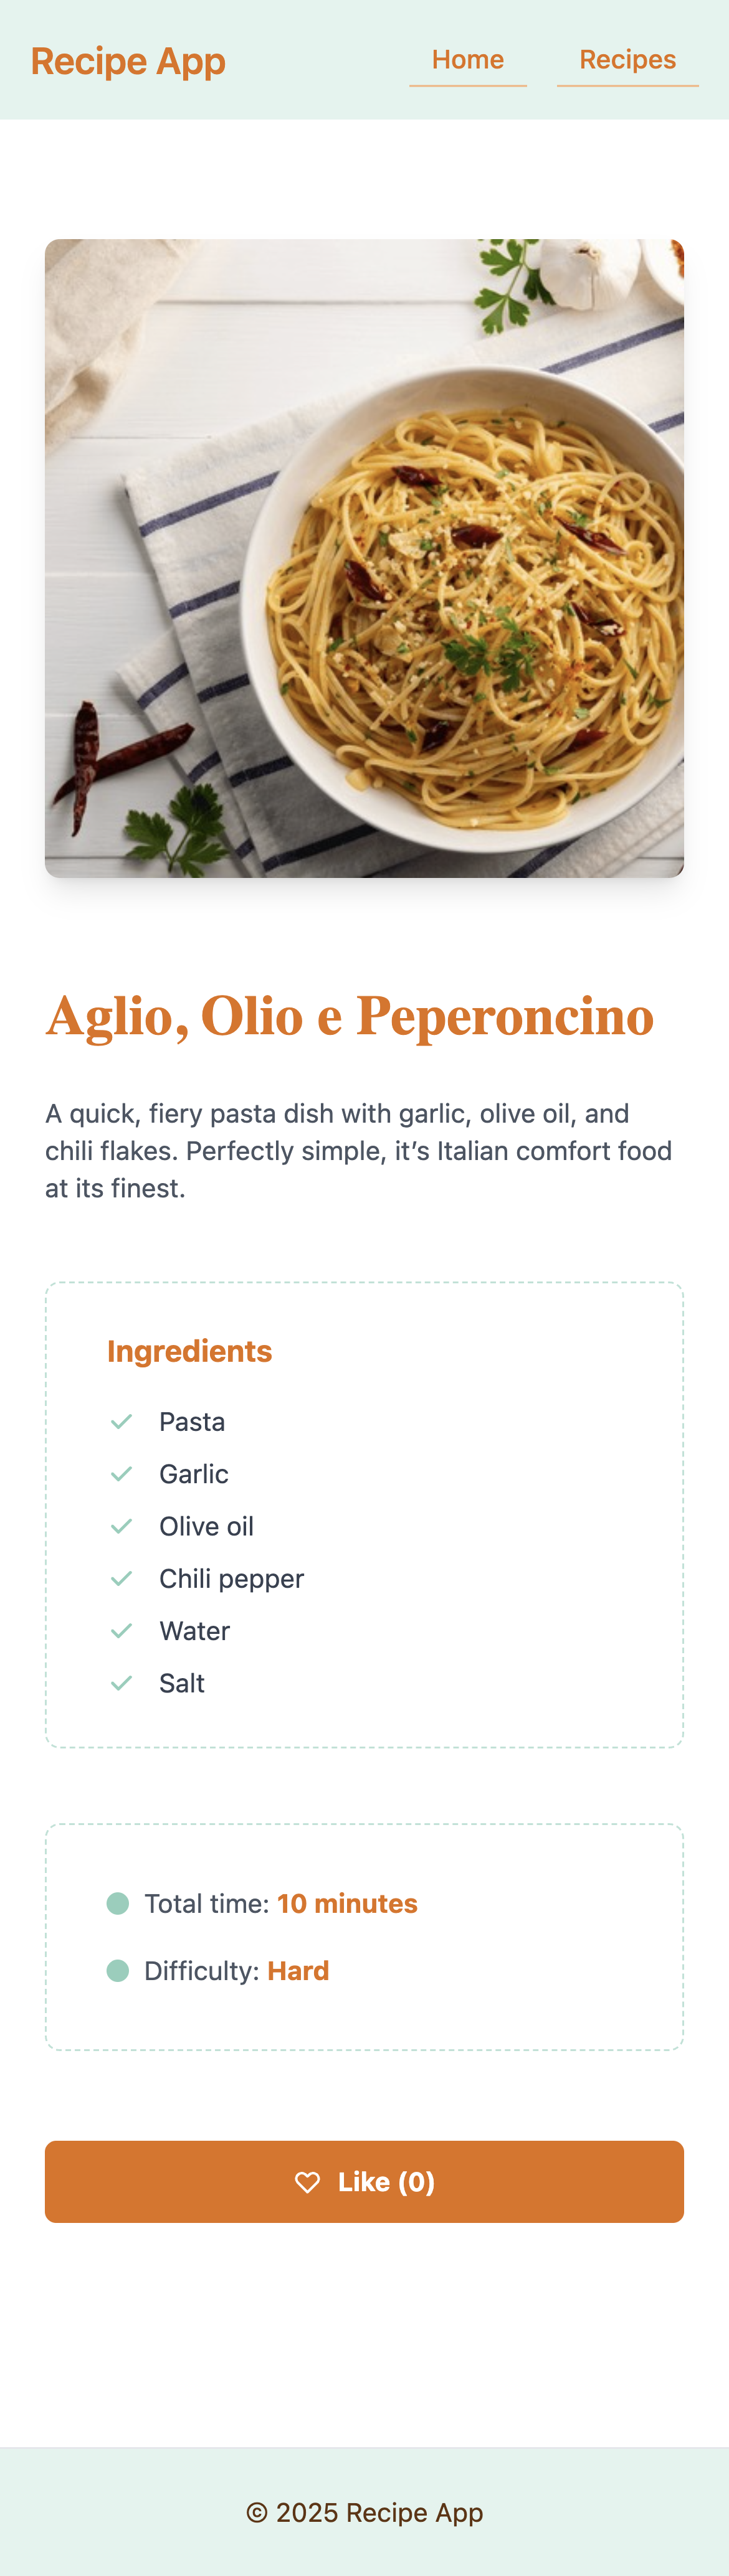 Recipe App
Home
Recipes
Aglio, Olio e Peperoncino
A quick, fiery pasta dish with garlic, olive oil, and
chili flakes. Perfectly simple, it’s Italian comfort food
at its finest.
Ingredients
Pasta
Garlic
Olive oil
Chili pepper
Water
Salt
Total time: 10 minutes
Difficulty: Hard
Like (0)
© 2025 Recipe App